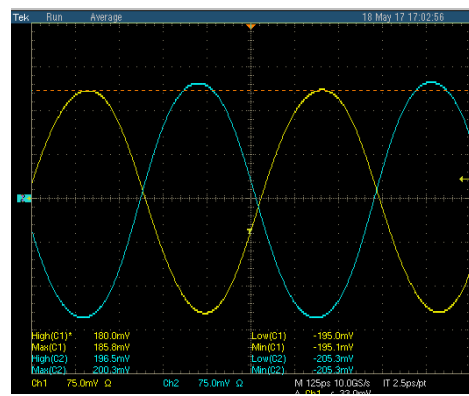 Tek Run Average 18 May 17 17:02:56
High(C1)* 180.0mV Low(C1) -195.0mV
Max(C1) 185.8mV Min(C1) -195.1mV
High(C2) 196.5mV Low(C2) -205.3mV
Max(C2) 200.3mV Min(C2) -205.3mV
Ch1 75.0mV Ω Ch2 75.0mV Ω M 125ps 10.0GS/s IT 2.5ps/pt